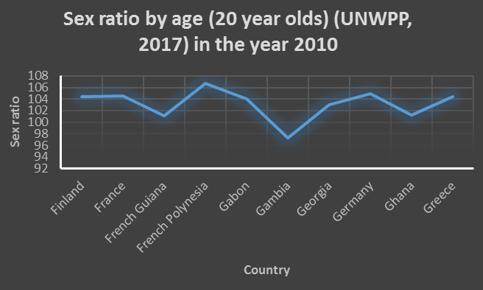 Sex ratio by age (20 year olds) (UNWPP,
2017) in the year 2010
Sex ratio
108
106
104
102
100
98
96
94
92
Finland
France
French Guiana
French Polynesia
Gabon
Gambia
Georgia
Germany
Ghana
Greece
Country